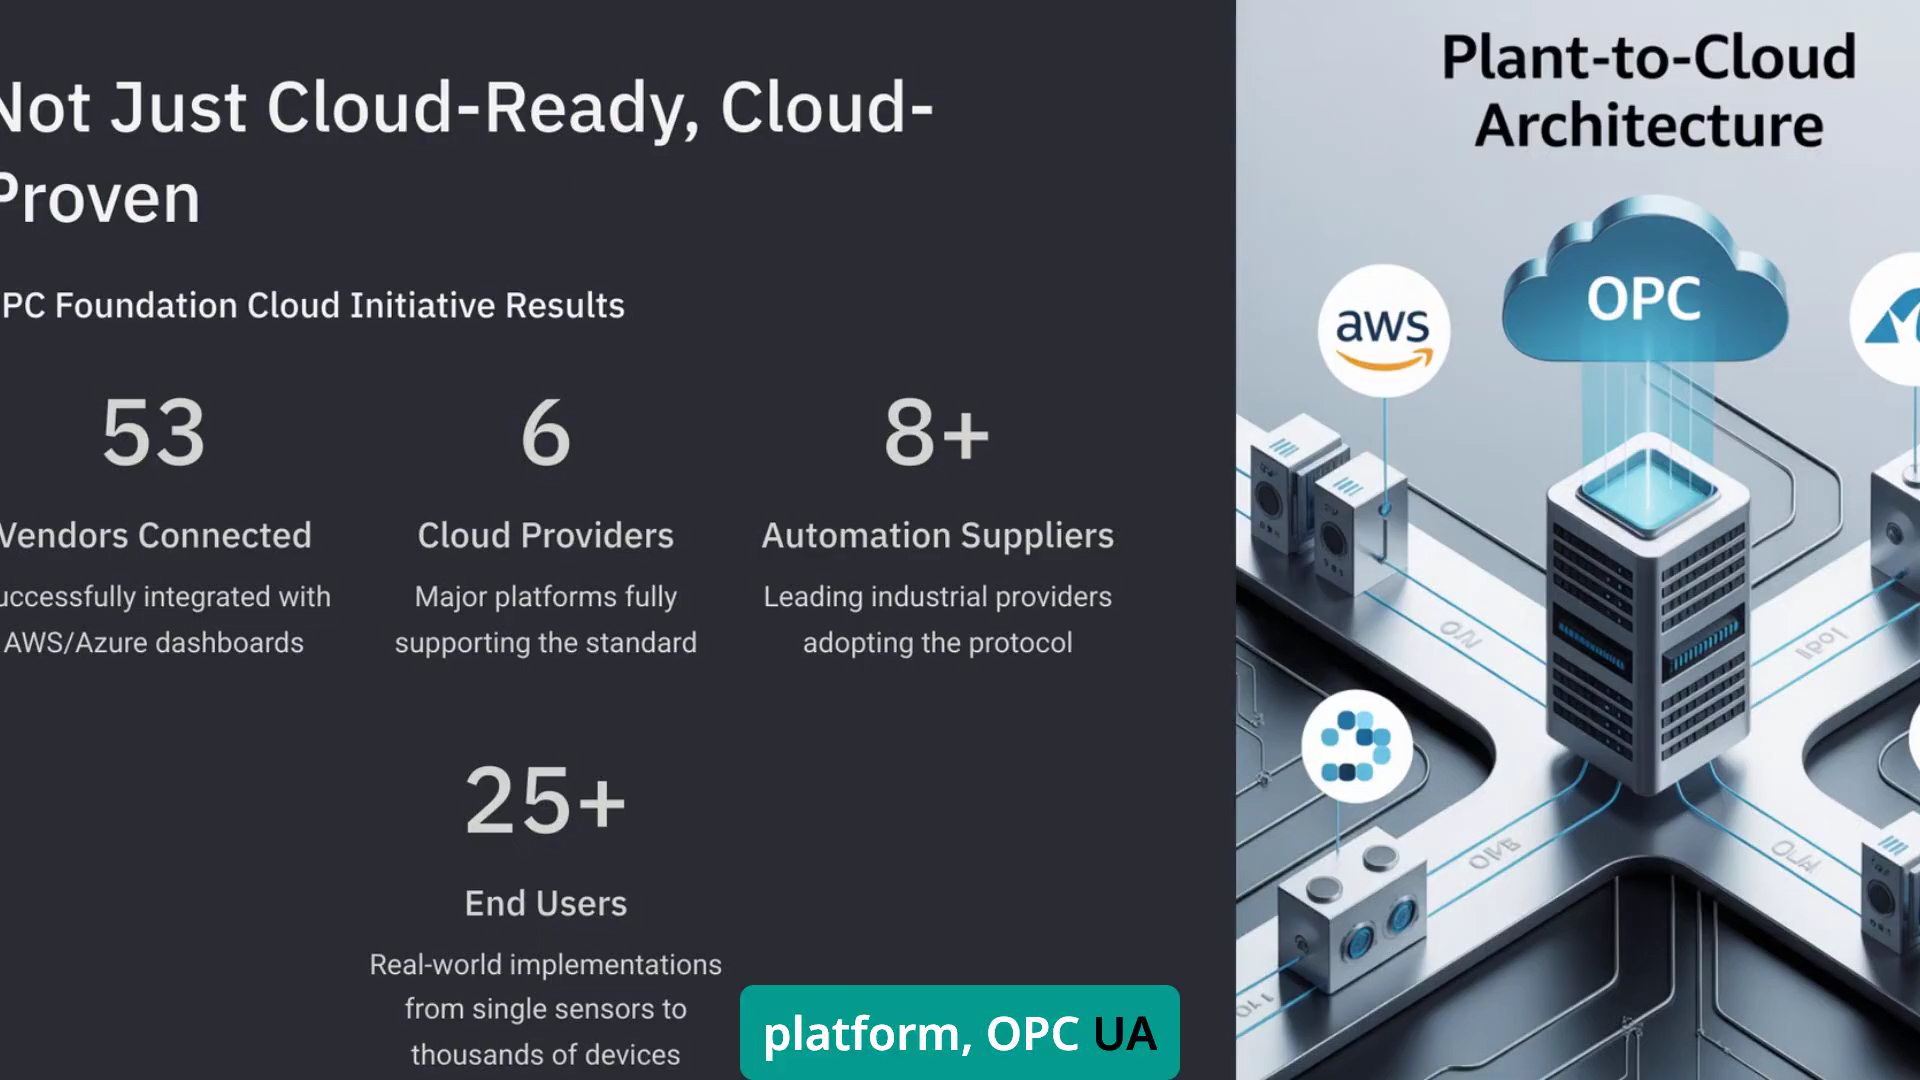 Not Just Cloud-Ready, Cloud-
Proven
PC Foundation Cloud Initiative Results
53
Vendors Connected
uccessfully integrated with
AWS/Azure dashboards
6
Cloud Providers
Major platforms fully
supporting the standard
8+
Automation Suppliers
Leading industrial providers
adopting the protocol
25+
End Users
Real-world implementations
from single sensors to
thousands of devices
platform, OPC UA
Plant-to-Cloud
Architecture
OPC
aws